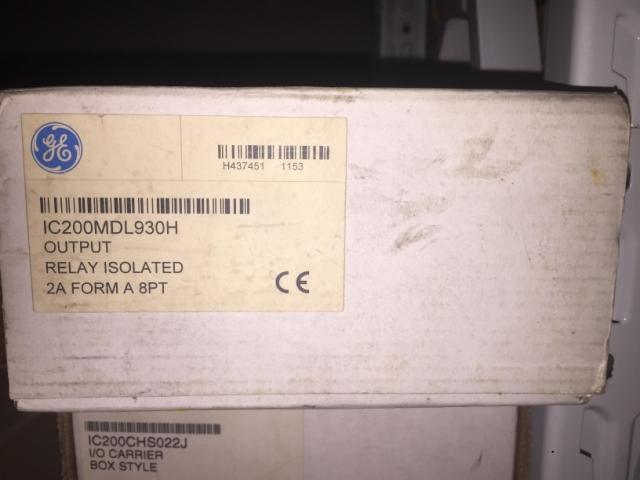 GE
H437451 1153
IC200MDL930H
OUTPUT
RELAY ISOLATED
2A FORM A 8PT
CE
IC200CHS022J
I/O CARRIER
BOX STYLE